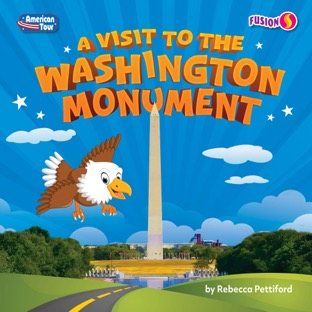 American
Tour
FUSION
A VISIT TO THE
WASHINGTON
MONUMENT
by Rebecca Pettiford